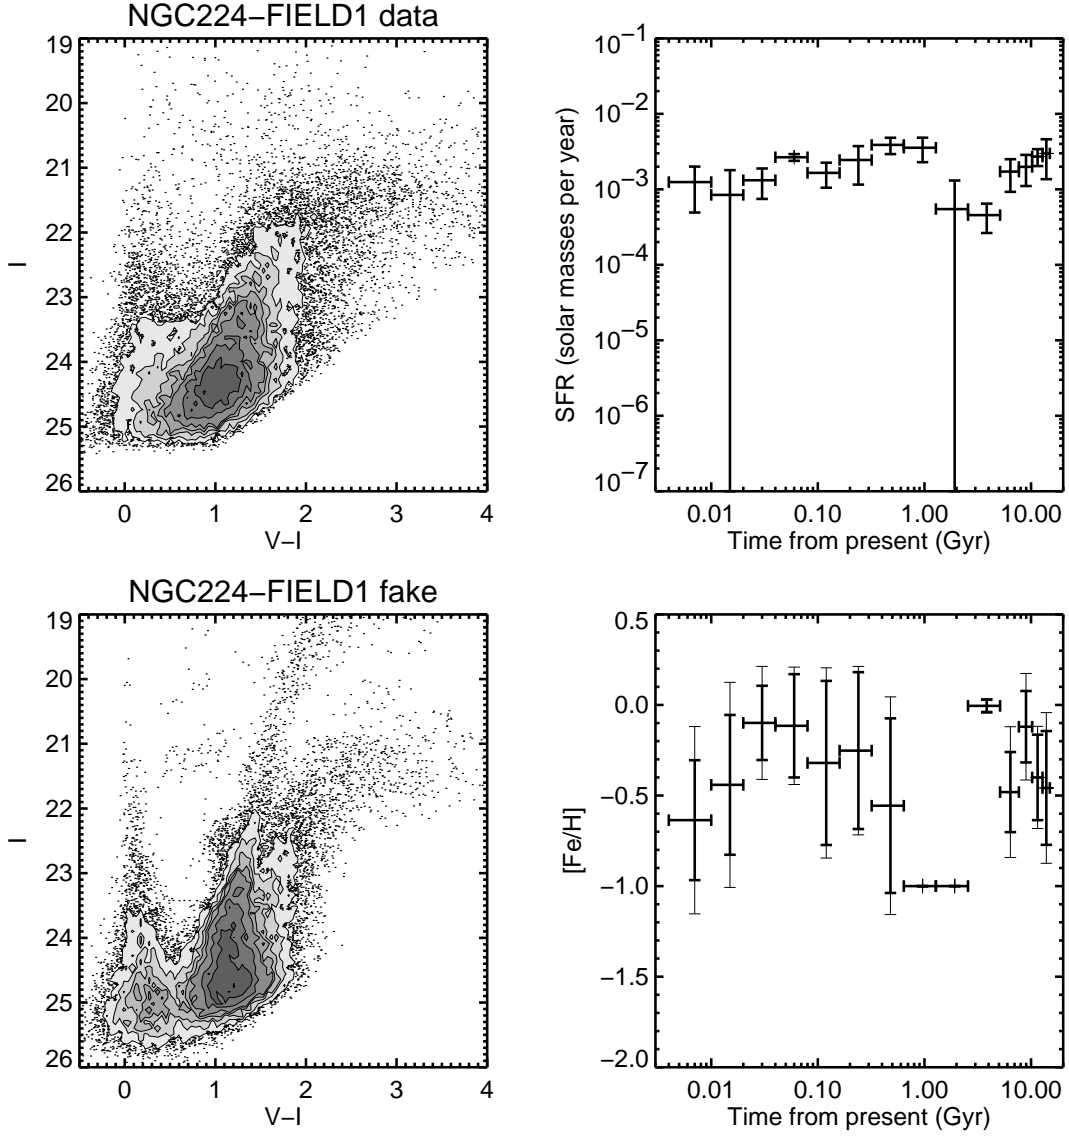 NGC224−FIELD1 data
19
20
21
22
23
24
25
26
I
0 1 2 3 4
V−I
10−1
10−2
10−3
10−4
10−5
10−6
10−7
SFR (solar masses per year)
0.01 0.10 1.00 10.00
Time from present (Gyr)
NGC224−FIELD1 fake
19
20
21
22
23
24
25
26
I
0 1 2 3 4
V−I
0.5
0.0
−0.5
−1.0
−1.5
−2.0
[Fe/H]
0.01 0.10 1.00 10.00
Time from present (Gyr)